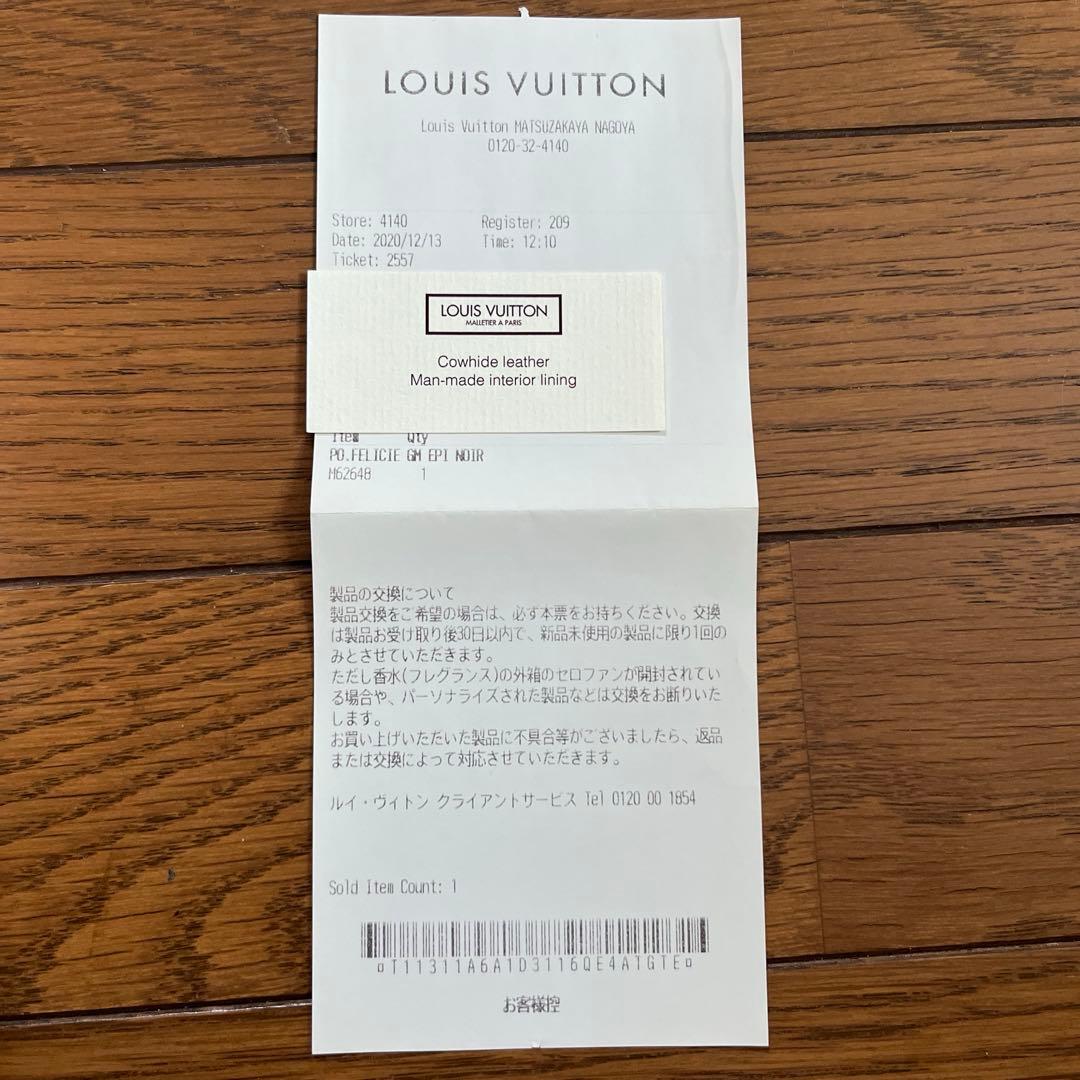 LOUIS VUITTON
Louis Vuitton MATSUZAKAYA NAGOYA
0120-32-4140
Store: 4140 Register: 209
Date: 2020/12/13 Time: 12:10
Ticket: 2557
LOUIS VUITTON
MALLETIER A PARIS
Cowhide leather
Man-made interior lining
Item Qty
PO.FELICIE GM EPI NOIR
M62648 1
製品の交換について
製品交換をご希望の場合は、必ず本票をお持ちください。交換
は製品お受け取り後30日以内で、新品未使用の製品に限り1回の
みとさせていただきます。
ただし香水(フレグランス)の外箱のセロファンが開封されてい
る場合や、パーソナライズされた製品などは交換をお断りいた
します。
お買い上げいただいた製品に不具合等がございましたら、返品
または交換によって対応させていただきます。
ルイ・ヴィトン クライアントサービス Tel 0120 00 1854
Sold Item Count: 1
¤T11311A6A1D3116QE4ATGTE¤
お客様控